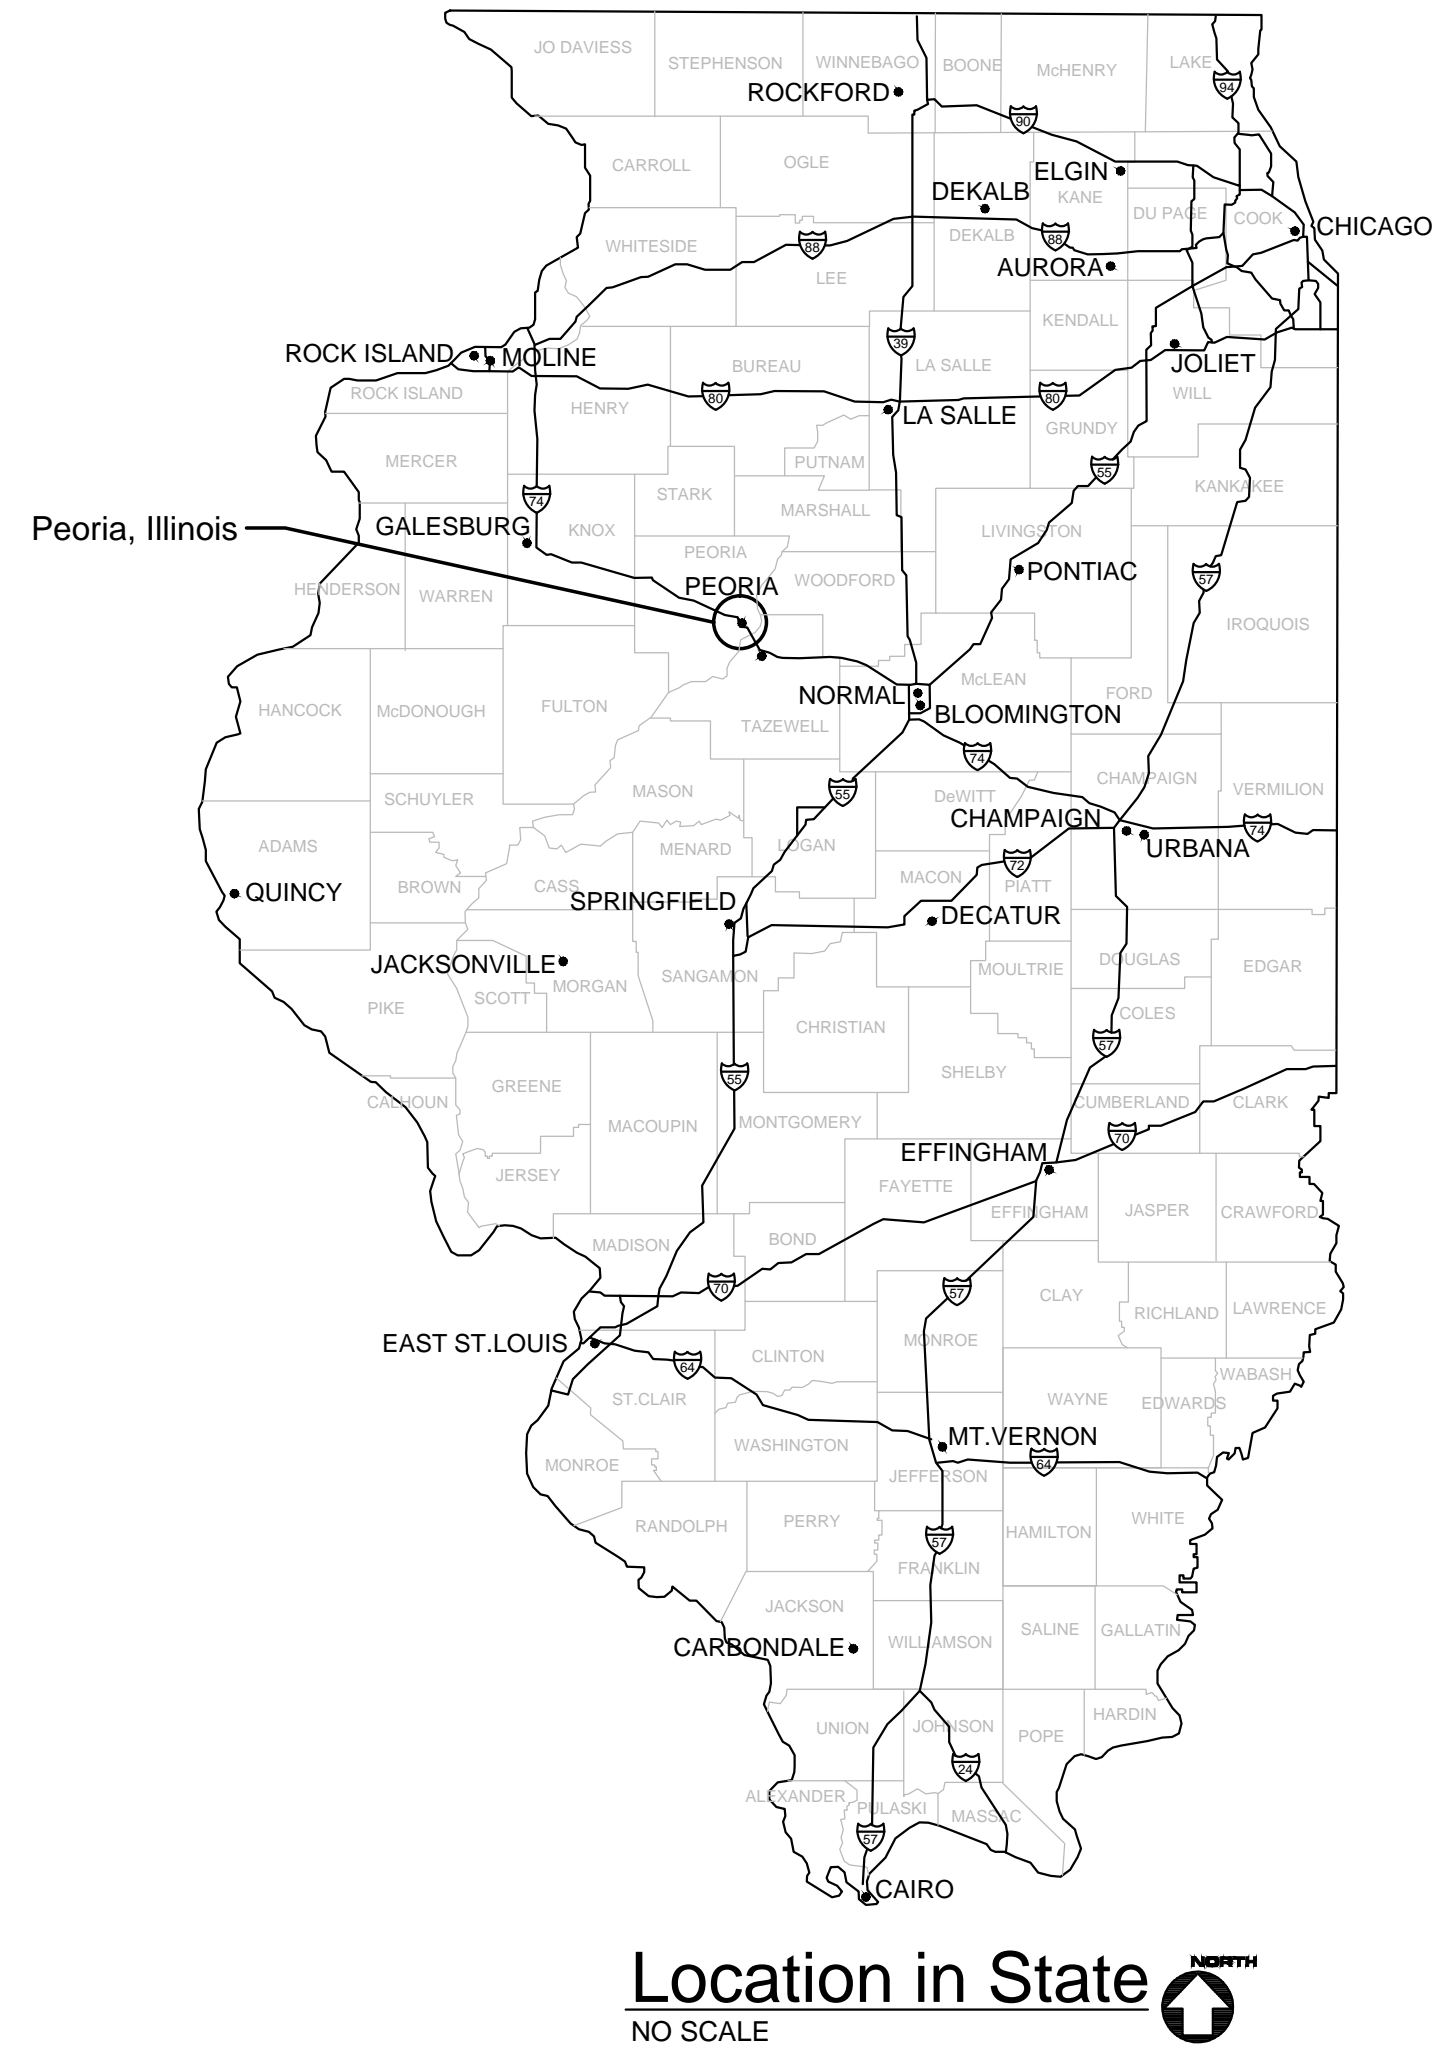 JO DAVIESS
STEPHENSON
WINNEBAGO
BOONE
McHENRY
LAKE
94
ROCKFORD
90
CARROLL
OGLE
ELGIN
DEKALB
KANE
DU PAGE
COOK
CHICAGO
WHITESIDE
88
DEKALB
88
AURORA
LEE
KENDALL
39
ROCK ISLAND
MOLINE
BUREAU
LA SALLE
JOLIET
ROCK ISLAND
HENRY
80
80
WILL
LA SALLE
GRUNDY
MERCER
PUTNAM
55
STARK
KANKAKEE
74
MARSHALL
Peoria, Illinois
GALESBURG
KNOX
LIVINGSTON
PEORIA
WOODFORD
PONTIAC
57
HENDERSON
WARREN
PEORIA
IROQUOIS
McLEAN
NORMAL
FORD
HANCOCK
McDONOUGH
FULTON
BLOOMINGTON
TAZEWELL
74
CHAMPAIGN
MASON
55
DeWITT
VERMILION
SCHUYLER
CHAMPAIGN
74
ADAMS
MENARD
LOGAN
URBANA
72
QUINCY
BROWN
CASS
MACON
PIATT
SPRINGFIELD
DECATUR
JACKSONVILLE
DOUGLAS
EDGAR
SANGAMON
MOULTRIE
MORGAN
SCOTT
PIKE
COLES
CHRISTIAN
57
55
SHELBY
GREENE
CALHOUN
CUMBERLAND
CLARK
MACOUPIN
MONTGOMERY
70
EFFINGHAM
JERSEY
FAYETTE
EFFINGHAM
JASPER
CRAWFORD
MADISON
BOND
70
57
CLAY
RICHLAND
LAWRENCE
EAST ST.LOUIS
MONROE
CLINTON
64
WABASH
ST.CLAIR
WAYNE
EDWARDS
WASHINGTON
MT.VERNON
MONROE
64
JEFFERSON
RANDOLPH
PERRY
57
HAMILTON
WHITE
FRANKLIN
JACKSON
SALINE
GALLATIN
CARBONDALE
WILLIAMSON
UNION
JOHNSON
POPE
HARDIN
24
ALEXANDER
PULASKI
MASSAC
57
CAIRO
Location in State
NORTH
NO SCALE